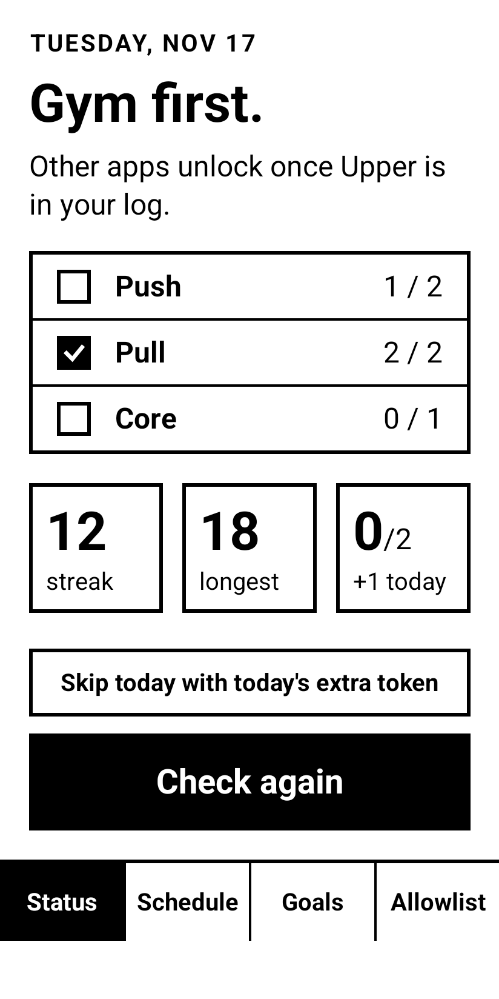 TUESDAY, NOV 17
Gym first.
Other apps unlock once Upper is
in your log.
Push 1 / 2
Pull 2 / 2
Core 0 / 1
12 18 0/2
streak longest +1 today
Skip today with today's extra token
Check again
Status Schedule Goals Allowlist